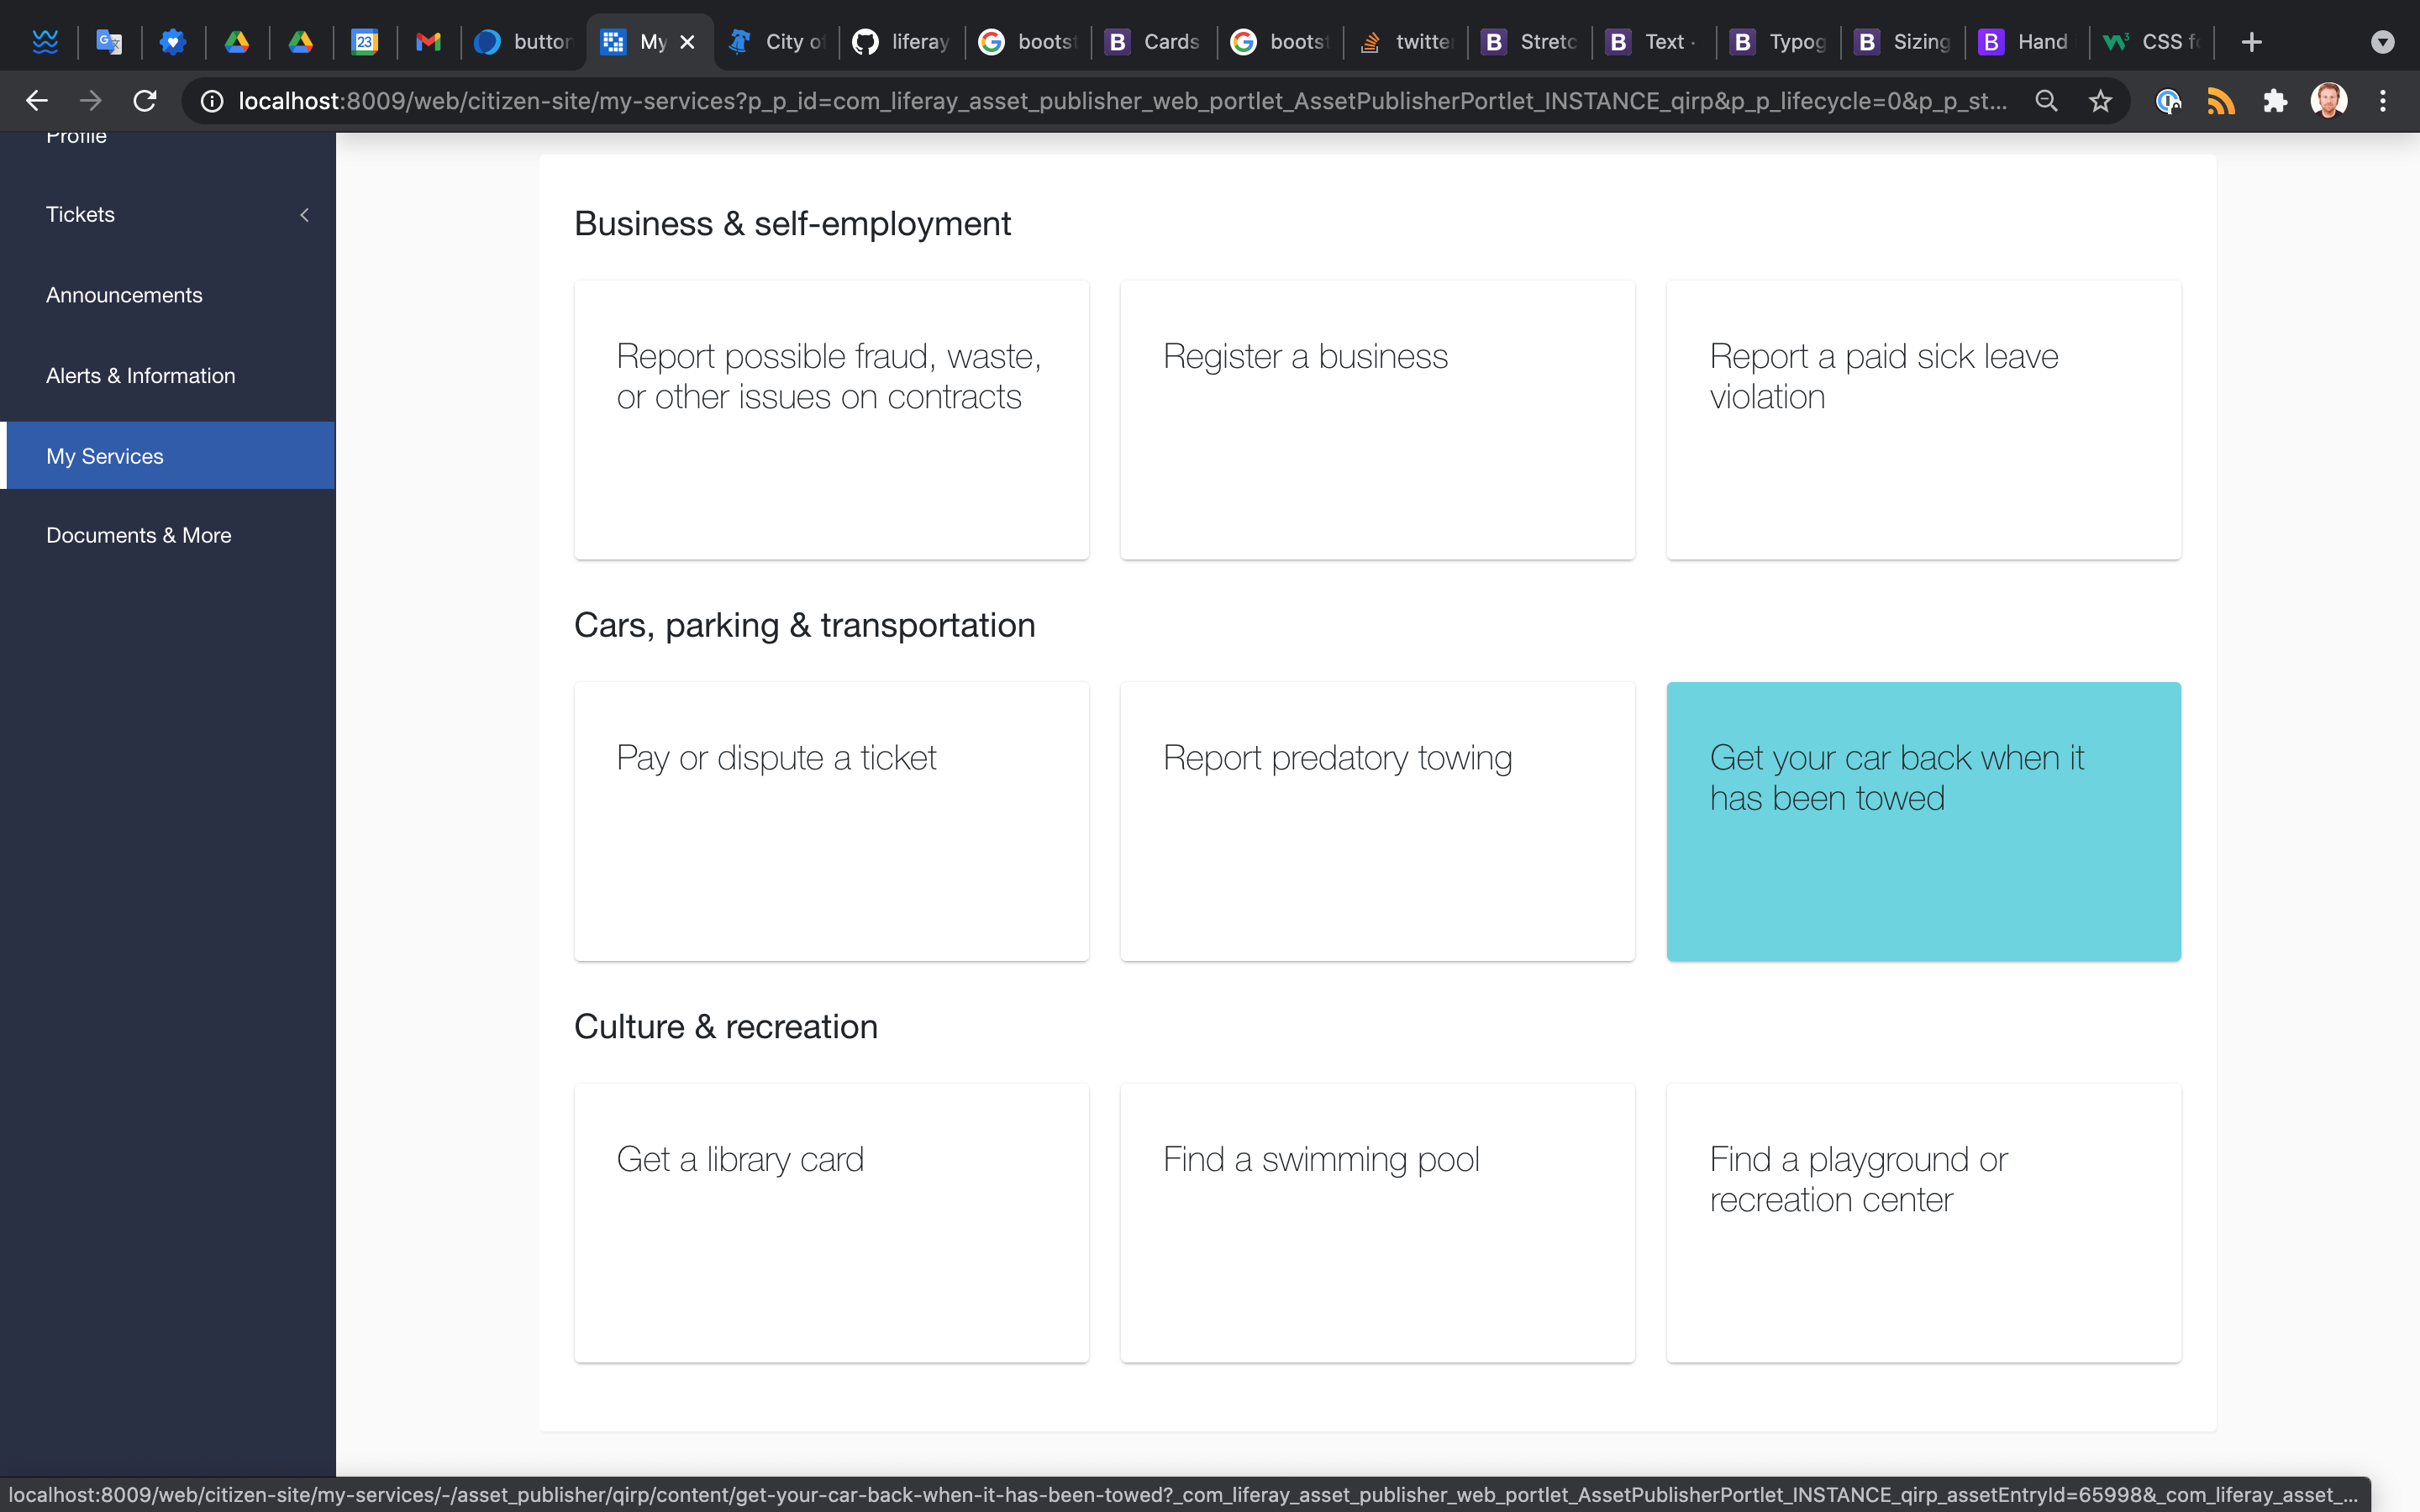 23
button
My
City of
liferay
boots
B Cards
boots
twitter
B Stretc
B Text ·
B Typog
B Sizing
B Hand
CSS f
localhost:8009/web/citizen-site/my-services?p_p_id=com_liferay_asset_publisher_web_portlet_AssetPublisherPortlet_INSTANCE_qirp&p_p_lifecycle=0&p_p_st...
Profile
Tickets
Announcements
Alerts & Information
My Services
Documents & More
Business & self-employment
Report possible fraud, waste,
or other issues on contracts
Register a business
Report a paid sick leave
violation
Cars, parking & transportation
Pay or dispute a ticket
Report predatory towing
Get your car back when it
has been towed
Culture & recreation
Get a library card
Find a swimming pool
Find a playground or
recreation center
localhost:8009/web/citizen-site/my-services/-/asset_publisher/qirp/content/get-your-car-back-when-it-has-been-towed?_com_liferay_asset_publisher_web_portlet_AssetPublisherPortlet_INSTANCE_qirp_assetEntryId=65998&_com_liferay_asset_...